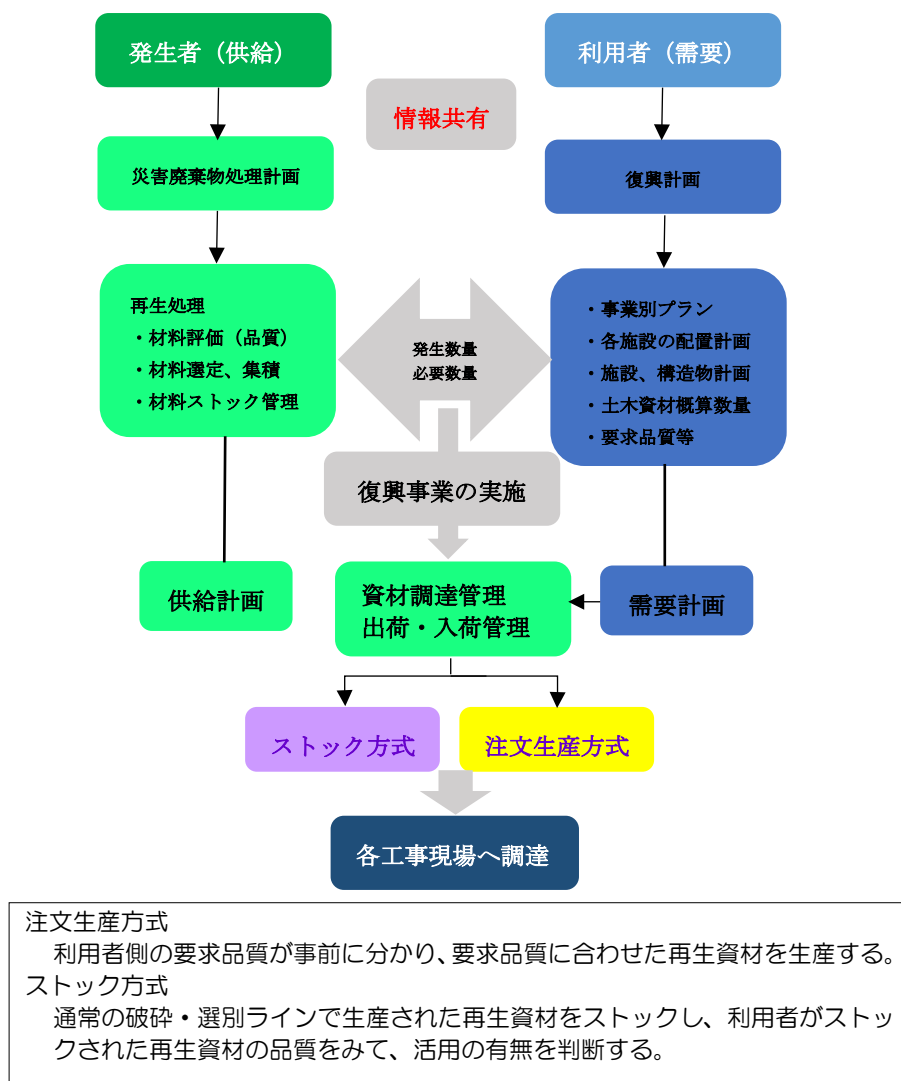 発生者（供給）
利用者（需要）
情報共有
災害廃棄物処理計画
復興計画
再生処理
・材料評価（品質）
・材料選定、集積
・材料ストック管理
発生数量
必要数量
・事業別プラン
・各施設の配置計画
・施設、構造物計画
・土木資材概算数量
・要求品質等
復興事業の実施
供給計画
資材調達管理
出荷・入荷管理
需要計画
ストック方式
注文生産方式
各工事現場へ調達
注文生産方式
利用者側の要求品質が事前に分かり、要求品質に合わせた再生資材を生産する。
ストック方式
通常の破砕・選別ラインで生産された再生資材をストックし、利用者がストッ
クされた再生資材の品質をみて、活用の有無を判断する。